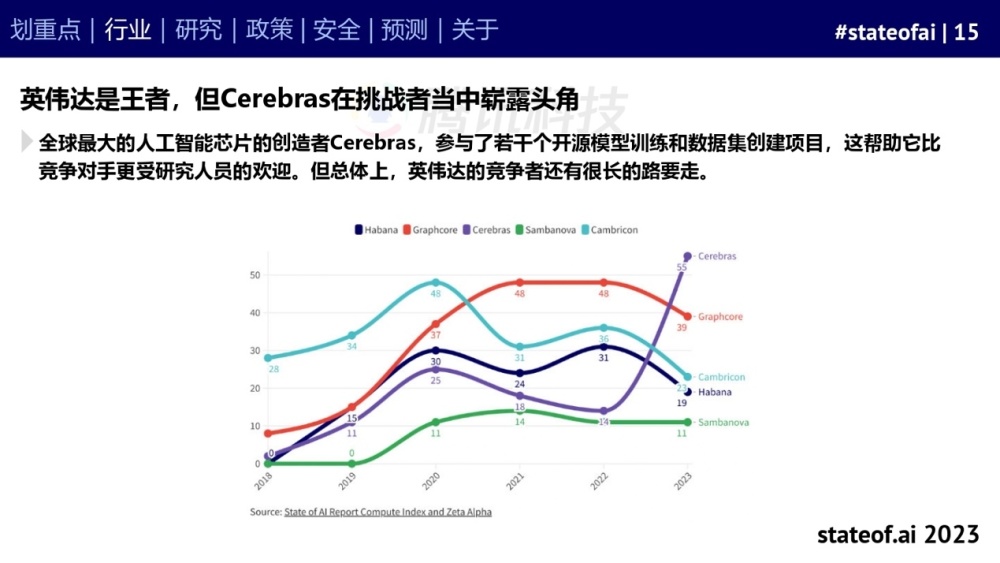 划重点 | 行业 | 研究 | 政策 | 安全 | 预测 | 关于
#stateofai | 15
英伟达是王者，但Cerebras在挑战者当中崭露头角
腾讯科技
全球最大的人工智能芯片的创造者Cerebras，参与了若干个开源模型训练和数据集创建项目，这帮助它比
竞争对手更受研究人员的欢迎。但总体上，英伟达的竞争者还有很长的路要走。
Habana Graphcore Cerebras Sambanova Cambricon
55 Cerebras
50
48 48 48
40
39 Graphcore
37
34 36
30
30 31 31
28
25 24
23 Cambricon
20
19 Habana
18
15
14 14
11 11 11 Sambanova
10
0 0 0
2018 2019 2020 2021 2022 2023
Source: State of AI Report Compute Index and Zeta Alpha
stateof.ai 2023